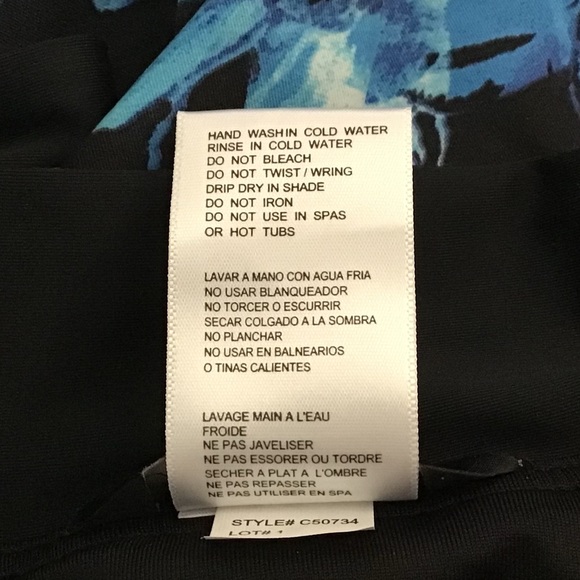 HAND WASHIN COLD WATER
RINSE IN COLD WATER
DO NOT BLEACH
DO NOT TWIST / WRING
DRIP DRY IN SHADE
DO NOT IRON
DO NOT USE IN SPAS
OR HOT TUBS
LAVAR A MANO CON AGUA FRIA
NO USAR BLANQUEADOR
NO TORCER O ESCURRIR
SECAR COLGADO A LA SOMBRA
NO PLANCHAR
NO USAR EN BALNEARIOS
O TINAS CALIENTES
LAVAGE MAIN A L'EAU
FROIDE
NE PAS JAVELISER
NE PAS ESSORER OU TORDRE
SECHER A PLAT A L'OMBRE
NE PAS REPASSER
NE PAS UTILISER EN SPA
STYLE# C50734
LOT# 1